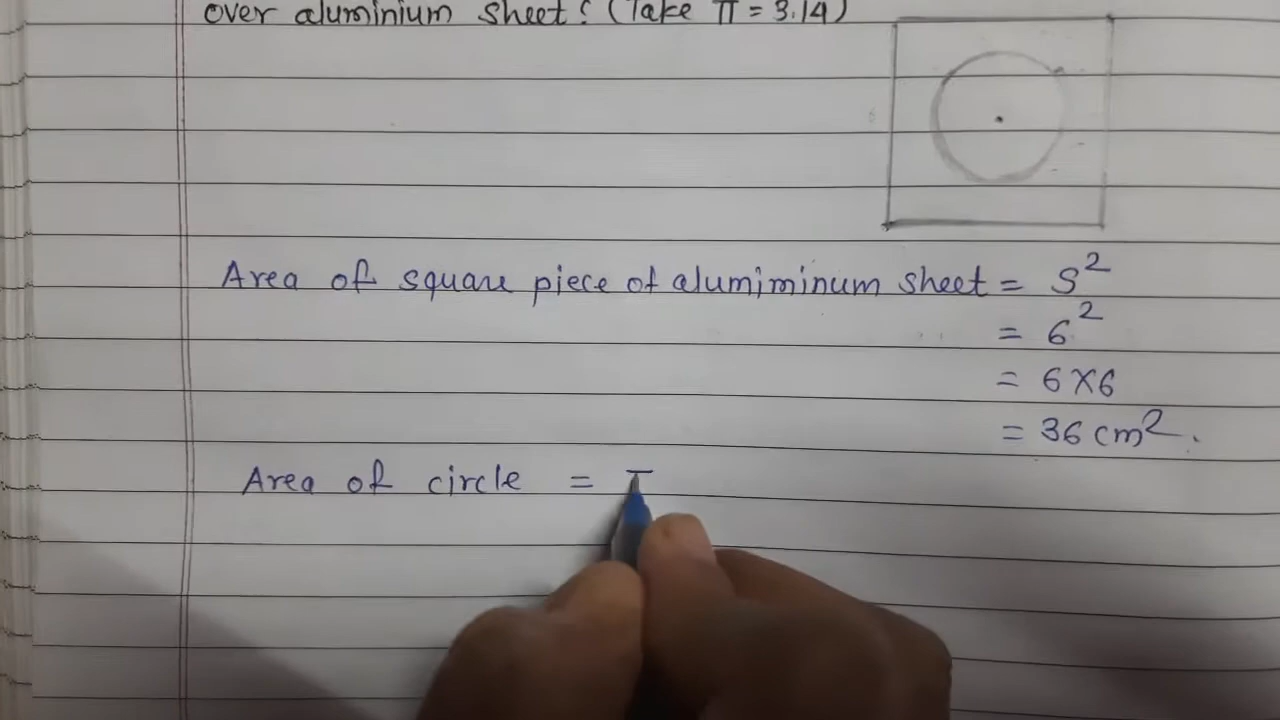 over aluminium sheet? (Take π = 3.14)
Area of square piece of alumiminum sheet = S²
= 6²
= 6×6
= 36 cm².
Area of circle =